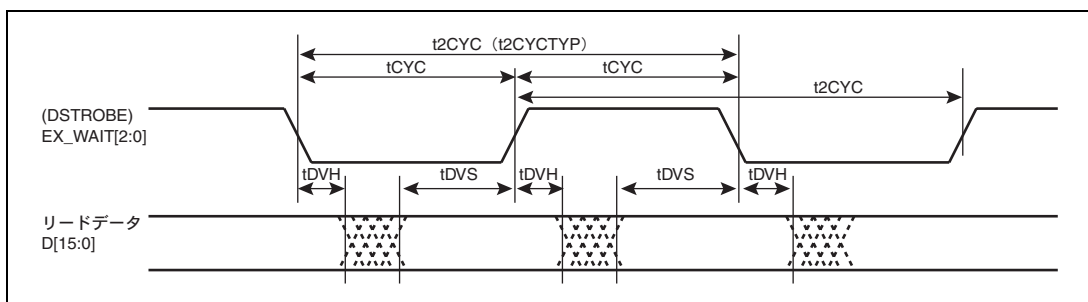 t2CYC（t2CYCTYP）
tCYC
tCYC
t2CYC
(DSTROBE)
EX_WAIT[2:0]
tDVH
tDVS
tDVH
tDVS
tDVH
リードデータ
D[15:0]